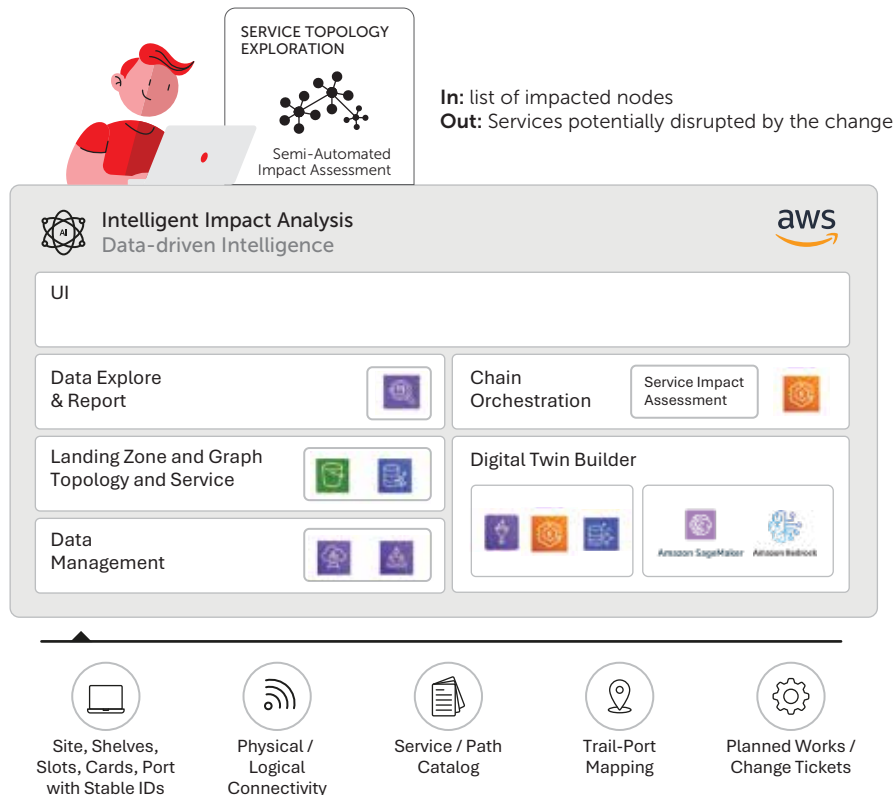 SERVICE TOPOLOGY
EXPLORATION
Semi-Automated
Impact Assessment
In: list of impacted nodes
Out: Services potentially disrupted by the change
AI
Intelligent Impact Analysis
Data-driven Intelligence
aws
UI
Data Explore
& Report
Chain
Orchestration
Service Impact
Assessment
Landing Zone and Graph
Topology and Service
Digital Twin Builder
Amazon SageMaker
Amazon Bedrock
Data
Management
Site, Shelves,
Slots, Cards, Port
with Stable IDs
Physical /
Logical
Connectivity
Service / Path
Catalog
Trail-Port
Mapping
Planned Works /
Change Tickets